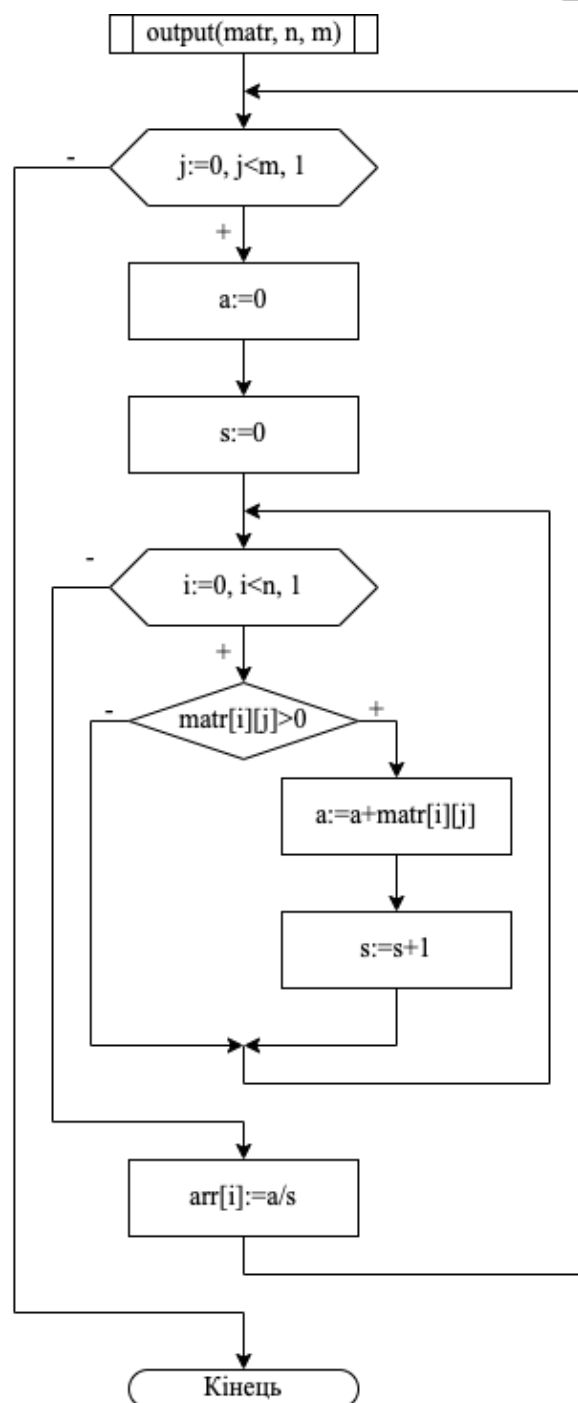 output(matr, n, m)
-
j:=0, j<m, 1
+
a:=0
s:=0
-
i:=0, i<n, 1
+
-
matr[i][j]>0
+
a:=a+matr[i][j]
s:=s+1
-
arr[i]:=a/s
Кінець